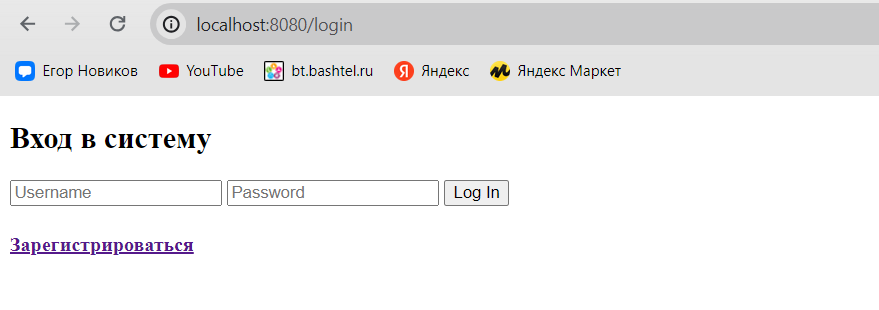 localhost:8080/login
Егор Новиков YouTube bt.bashtel.ru Яндекс Яндекс Маркет
Вход в систему
Username Password Log In
Зарегистрироваться